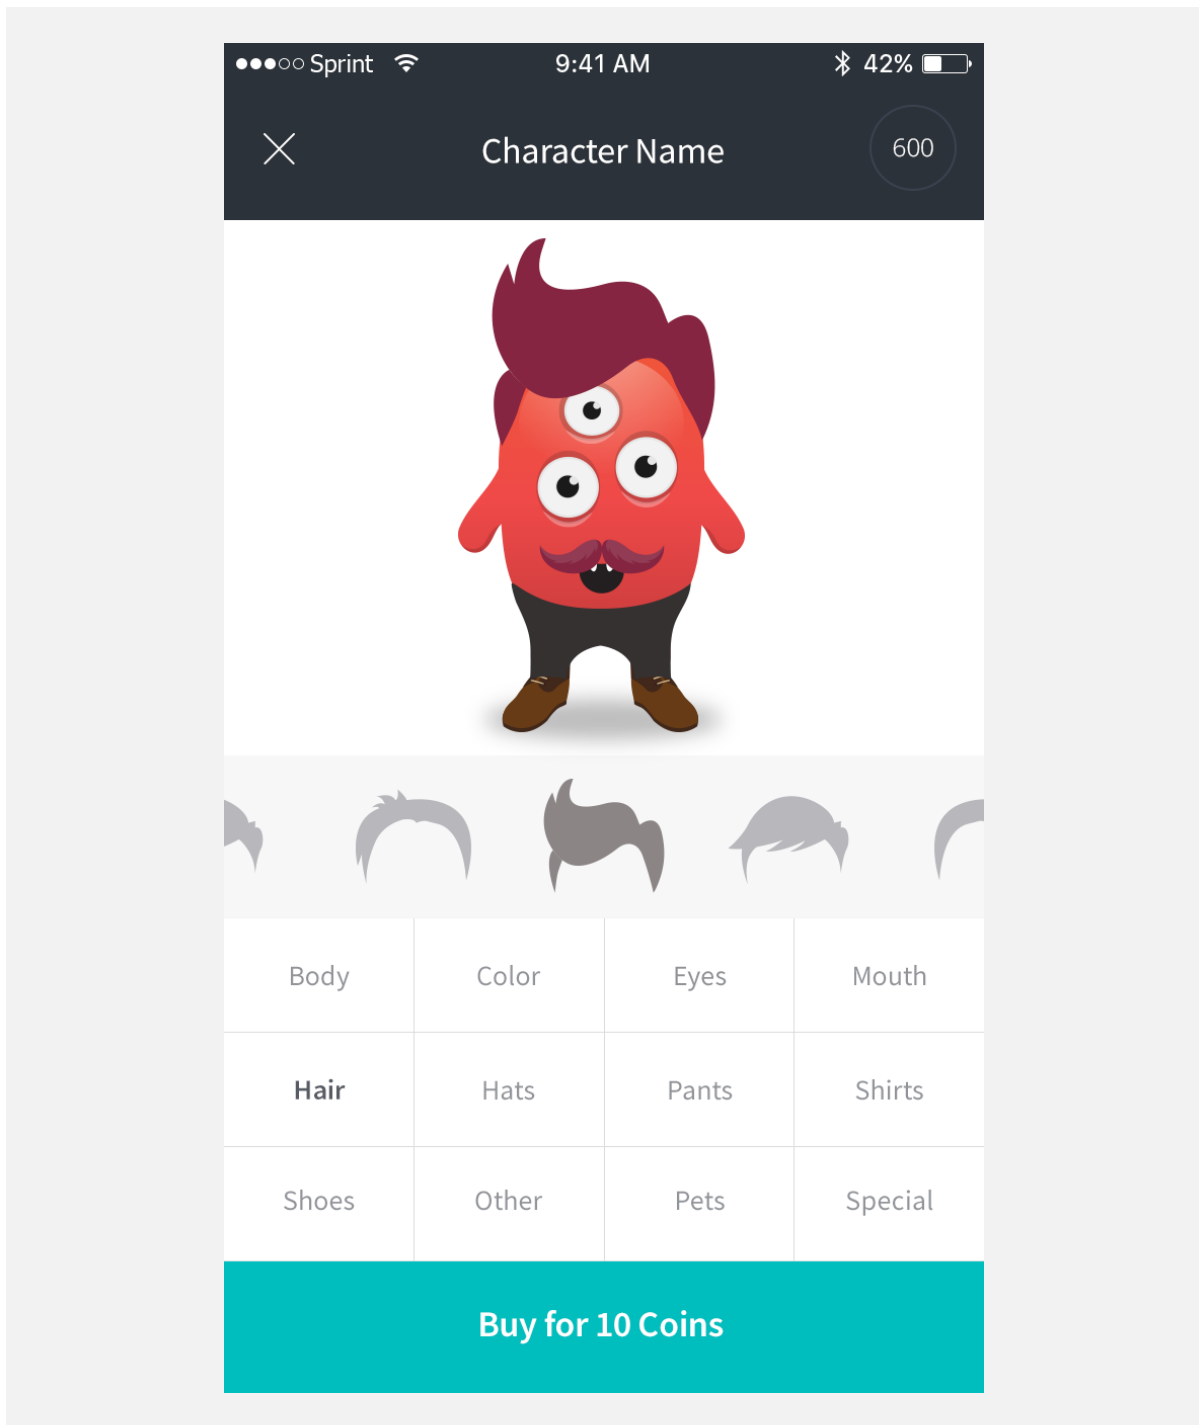 Sprint 9:41 AM 42%
Character Name 600
Body Color Eyes Mouth
Hair Hats Pants Shirts
Shoes Other Pets Special
Buy for 10 Coins